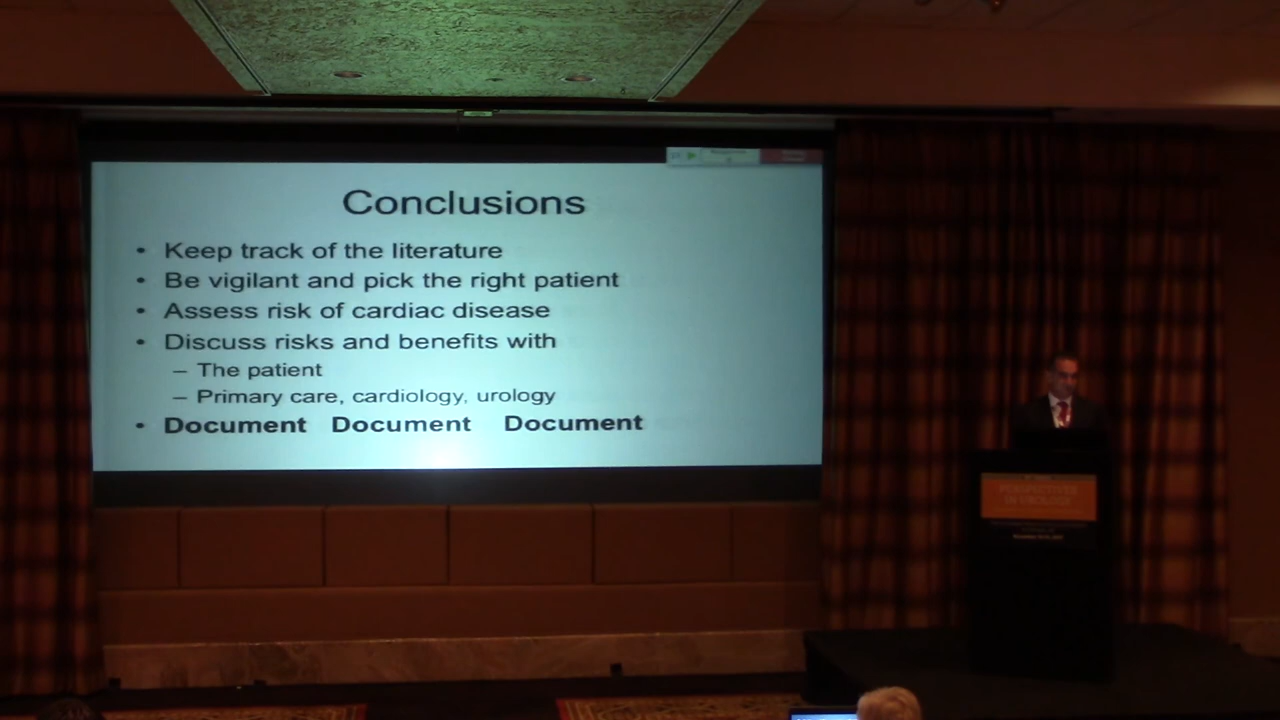 Conclusions
• Keep track of the literature
• Be vigilant and pick the right patient
• Assess risk of cardiac disease
• Discuss risks and benefits with
– The patient
– Primary care, cardiology, urology
• Document Document Document